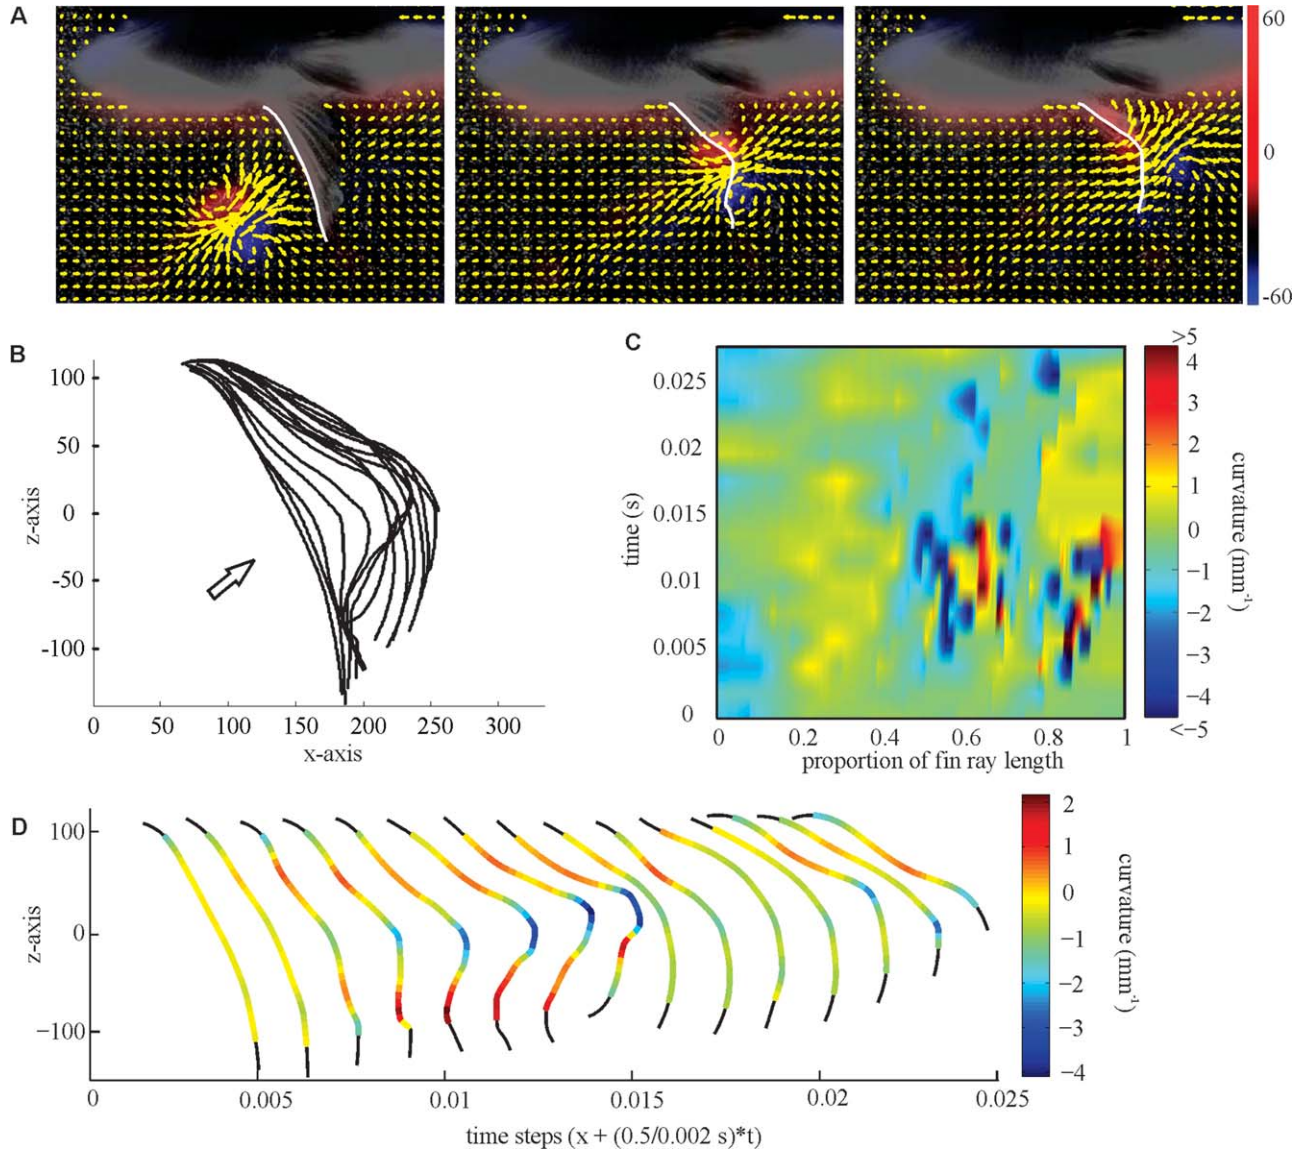 A
60
0
-60
B
100
50
0
-50
-100
z-axis
0 50 100 150 200 250 300
x-axis
C
0.025
0.02
0.015
0.01
0.005
0
time (s)
0 0.2 0.4 0.6 0.8 1
proportion of fin ray length
>5
4
3
2
1
0
−1
−2
−3
−4
<−5
curvature (mm⁻¹)
D
100
0
−100
z-axis
0 0.005 0.01 0.015 0.02 0.025
time steps (x + (0.5/0.002 s)*t)
2
1
0
−1
−2
−3
−4
curvature (mm⁻¹)